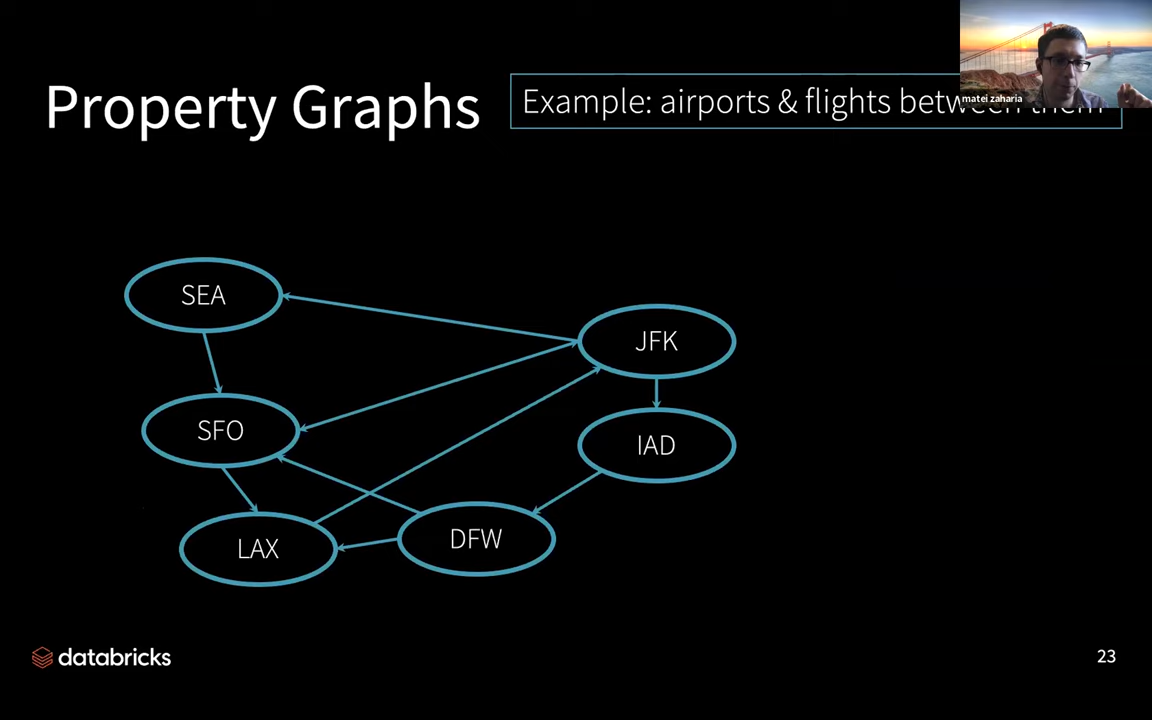 Property Graphs
Example: airports & flights between them
matei zaharia
SEA
JFK
SFO
IAD
LAX
DFW
databricks
23